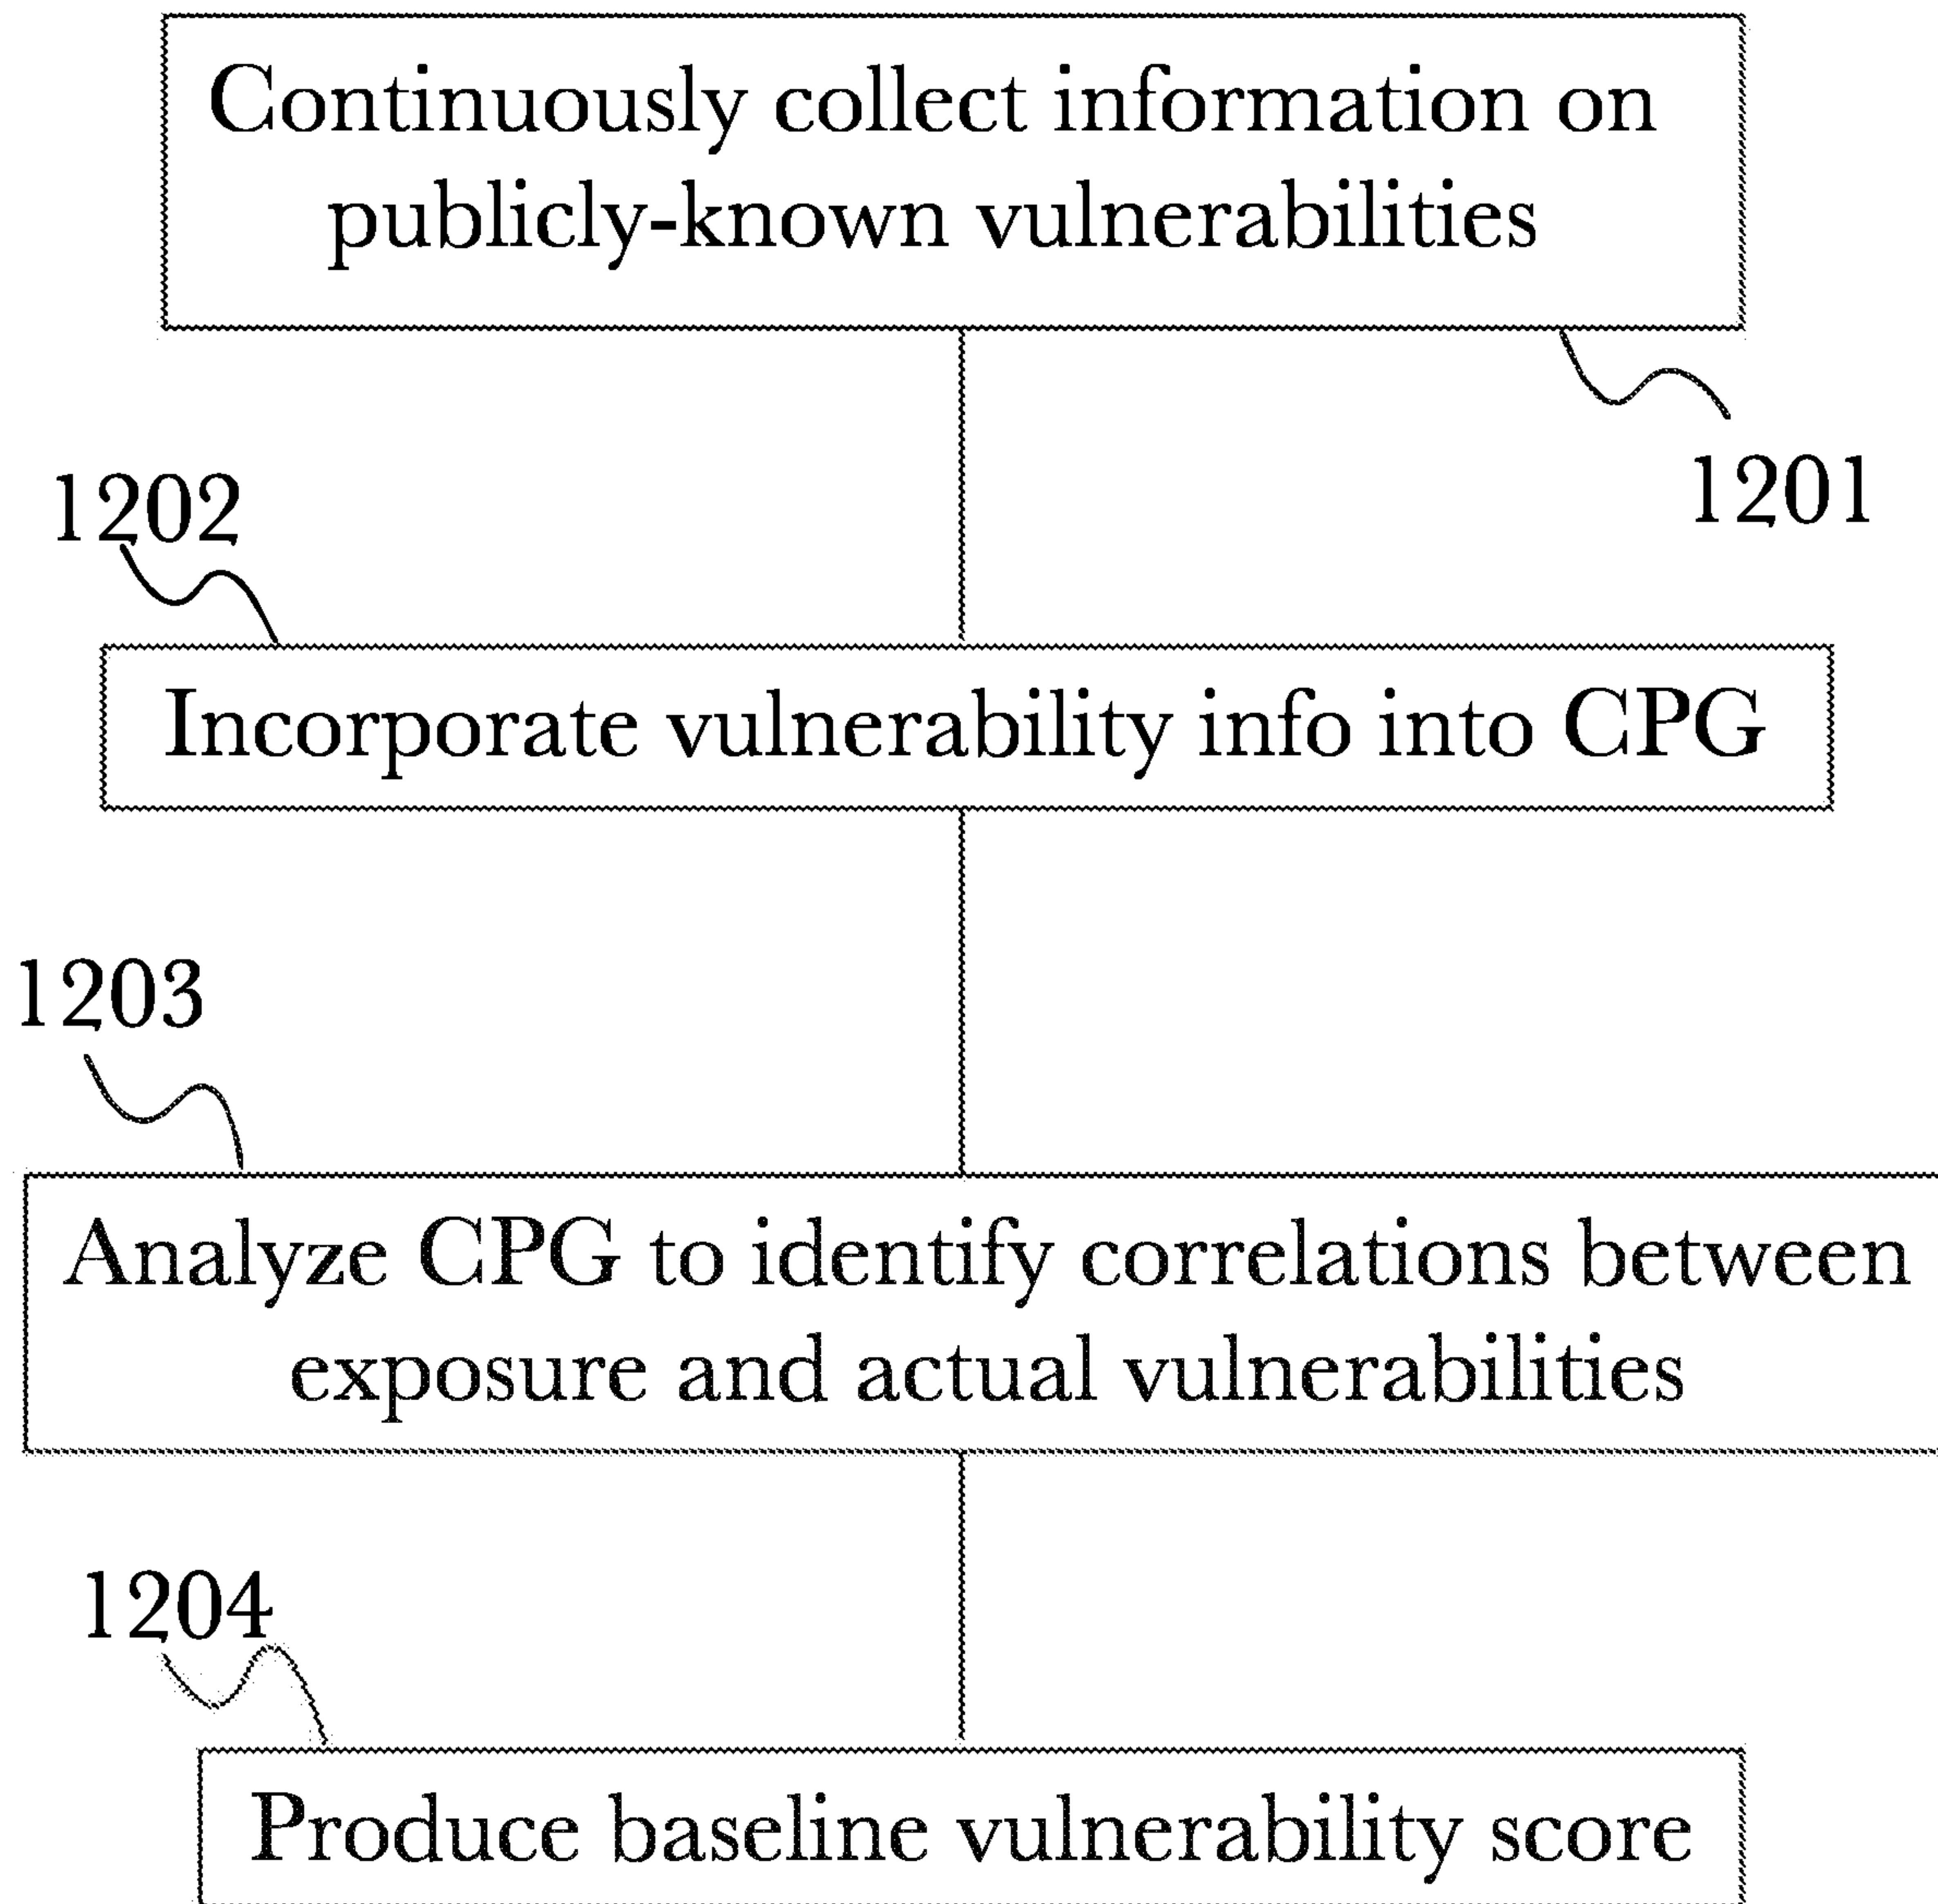 Continuously collect information on
publicly-known vulnerabilities
1201
1202
Incorporate vulnerability info into CPG
1203
Analyze CPG to identify correlations between
exposure and actual vulnerabilities
1204
Produce baseline vulnerability score